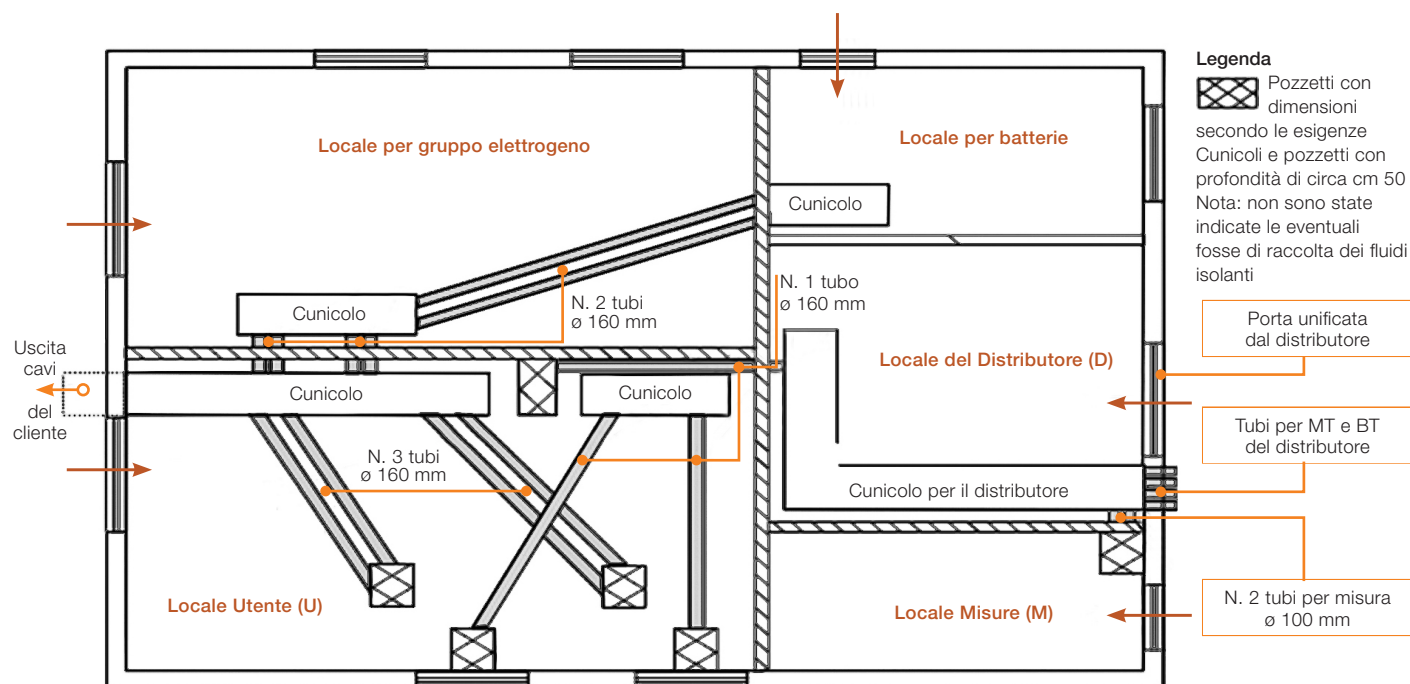 Locale per gruppo elettrogeno
Locale per batterie
Cunicolo
N. 2 tubi
ø 160 mm
Cunicolo
N. 1 tubo
ø 160 mm
Uscita
cavi
del
cliente
Cunicolo
Cunicolo
Locale del Distributore (D)
N. 3 tubi
ø 160 mm
Cunicolo per il distributore
Locale Utente (U)
Locale Misure (M)
Legenda
Pozzetti con
dimensioni
secondo le esigenze
Cunicoli e pozzetti con
profondità di circa cm 50
Nota: non sono state
indicate le eventuali
fosse di raccolta dei fluidi
isolanti
Porta unificata
dal distributore
Tubi per MT e BT
del distributore
N. 2 tubi per misura
ø 100 mm